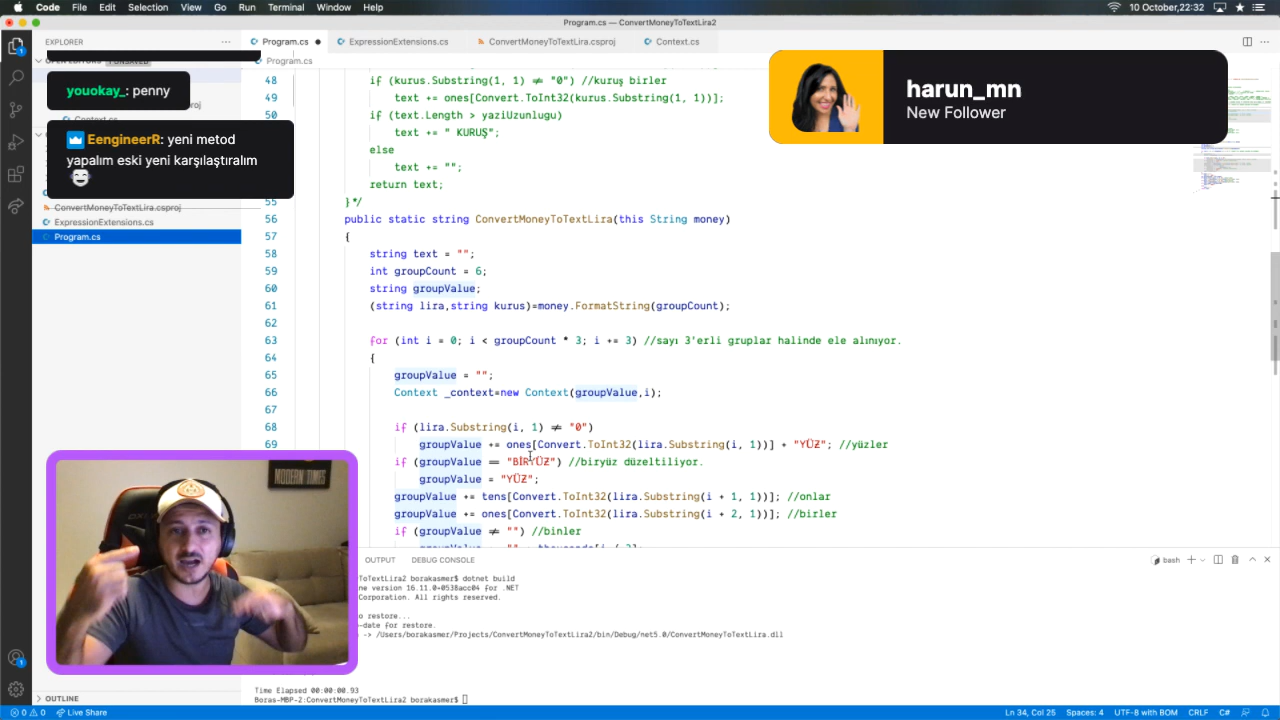 Code File Edit Selection View Go Run Terminal Window Help
10 October,22:32
Program.cs — ConvertMoneyToTextLira2
EXPLORER
Program.cs
ExpressionExtensions.cs
ConvertMoneyToTextLira.csproj
Context.cs
Program.cs
youokay_: penny
EengineerR: yeni metod
yapalım eski yeni karşılaştıralım
harun_mn
New Follower
ConvertMoneyToTextLira.csproj
ExpressionExtensions.cs
Program.cs
48 if (kurus.Substring(1, 1) ≠ "0") //kuruş birler
49 text += ones[Convert.ToInt32(kurus.Substring(1, 1))];
50 if (text.Length > yaziUzunlugu)
51 text += " KURUŞ";
52 else
53 text += "";
54 return text;
55 }*/
56 public static string ConvertMoneyToTextLira(this String money)
57 {
58 string text = "";
59 int groupCount = 6;
60 string groupValue;
61 (string lira,string kurus)=money.FormatString(groupCount);
62
63 for (int i = 0; i < groupCount * 3; i += 3) //sayı 3'erli gruplar halinde ele alınıyor.
64 {
65 groupValue = "";
66 Context _context=new Context(groupValue,i);
67
68 if (lira.Substring(i, 1) ≠ "0")
69 groupValue += ones[Convert.ToInt32(lira.Substring(i, 1))] + "YÜZ"; //yüzler
if (groupValue == "BİRYÜZ") //biryüz düzeltiliyor.
groupValue = "YÜZ";
groupValue += tens[Convert.ToInt32(lira.Substring(i + 1, 1))]; //onlar
groupValue += ones[Convert.ToInt32(lira.Substring(i + 2, 1))]; //birler
if (groupValue ≠ "") //binler
MODERN TIMES
OUTPUT
DEBUG CONSOLE
bash
ToTextLira2 borakasmer$ dotnet build
ne version 16.11.0+0538acc04 for .NET
Corporation. All rights reserved.
o restore...
-date for restore.
-> /Users/borakasmer/Projects/ConvertMoneyToTextLira2/bin/Debug/net5.0/ConvertMoneyToTextLira.dll
Time Elapsed 00:00:00.93
Boras-MBP-2:ConvertMoneyToTextLira2 borakasmer$
OUTLINE
0 0 Live Share
Ln 34, Col 25
Spaces: 4
UTF-8 with BOM
CRLF
C#